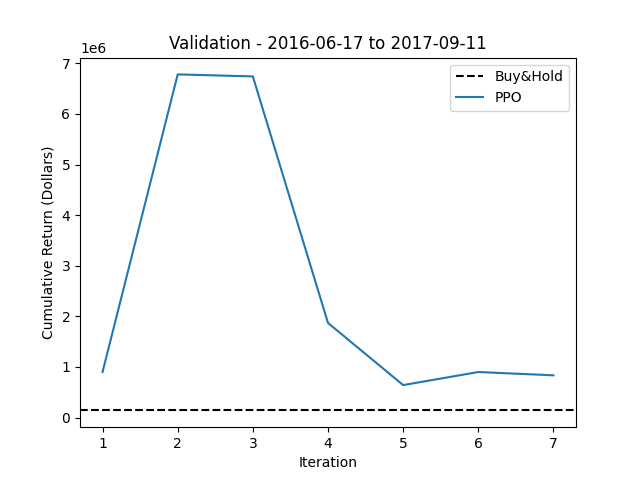 Validation - 2016-06-17 to 2017-09-11
1e6
Buy&Hold
PPO
Cumulative Return (Dollars)
7
6
5
4
3
2
1
0
1 2 3 4 5 6 7
Iteration